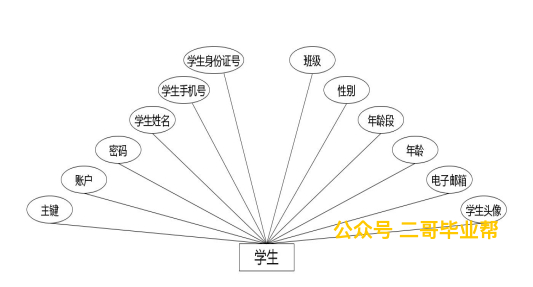 学生身份证号
班级
学生手机号
性别
学生姓名
年龄段
密码
年龄
账户
电子邮箱
主键
学生头像
公众号 二哥毕业帮
学生